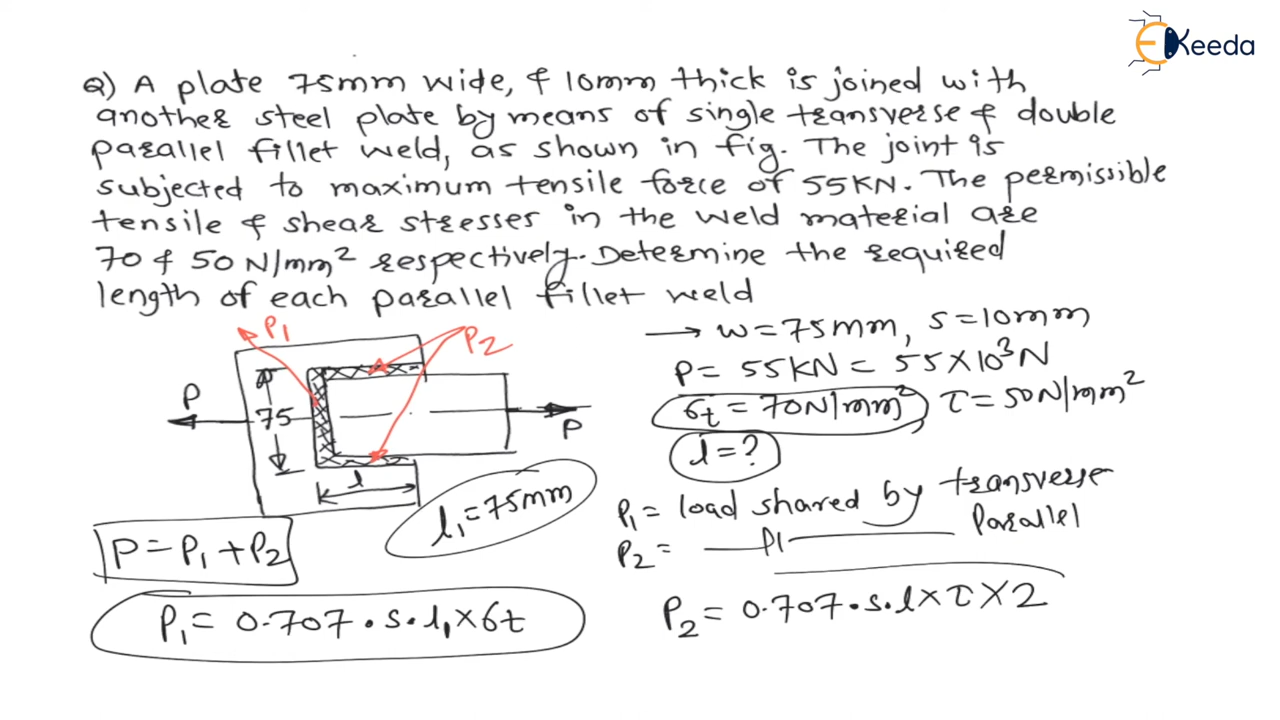 EKeeda
Q) A plate 75mm wide, & 10mm thick is joined with
another steel plate by means of single transverse & double
parallel fillet weld, as shown in fig. The joint is
subjected to maximum tensile force of 55KN. The permissible
tensile & shear stresses in the weld material are
70 & 50 N/mm² respectively. Determine the required
length of each parallel fillet weld
P₁
P₂
P
75
P
l
l₁=75mm
→ w=75mm, s=10mm
P= 55KN = 55×10³N
σt = 70N/mm², τ=50N/mm²
l=?
P₁= load shared by transverse
P₂= —〃— parallel
P=P₁+P₂
P₁= 0.707·s·l₁×σt
P₂= 0.707·s·l×τ×2